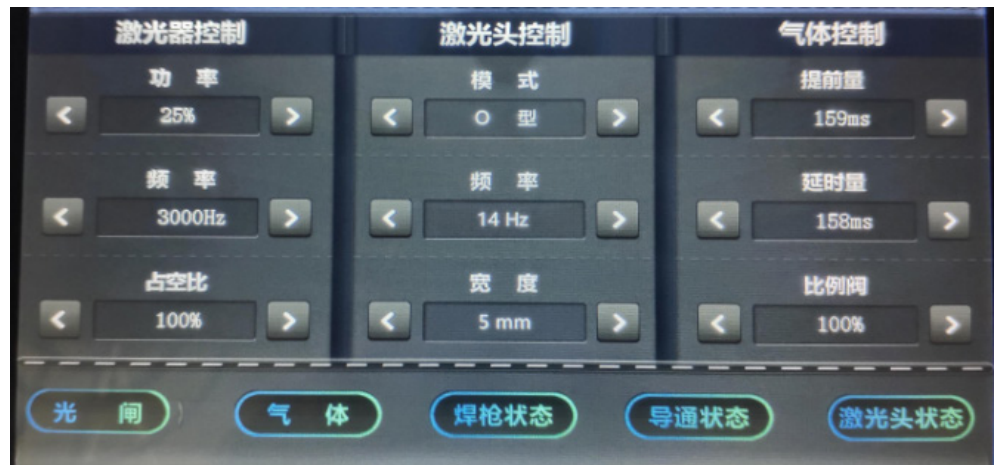 激光器控制 激光头控制 气体控制
功 率 模 式 提前量
< 25% > < O 型 > < 159ms >
频 率 频 率 延时量
< 3000Hz > < 14 Hz > < 158ms >
占空比 宽 度 比例阀
< 100% > < 5 mm > < 100% >
光 闸 气 体 焊枪状态 导通状态 激光头状态